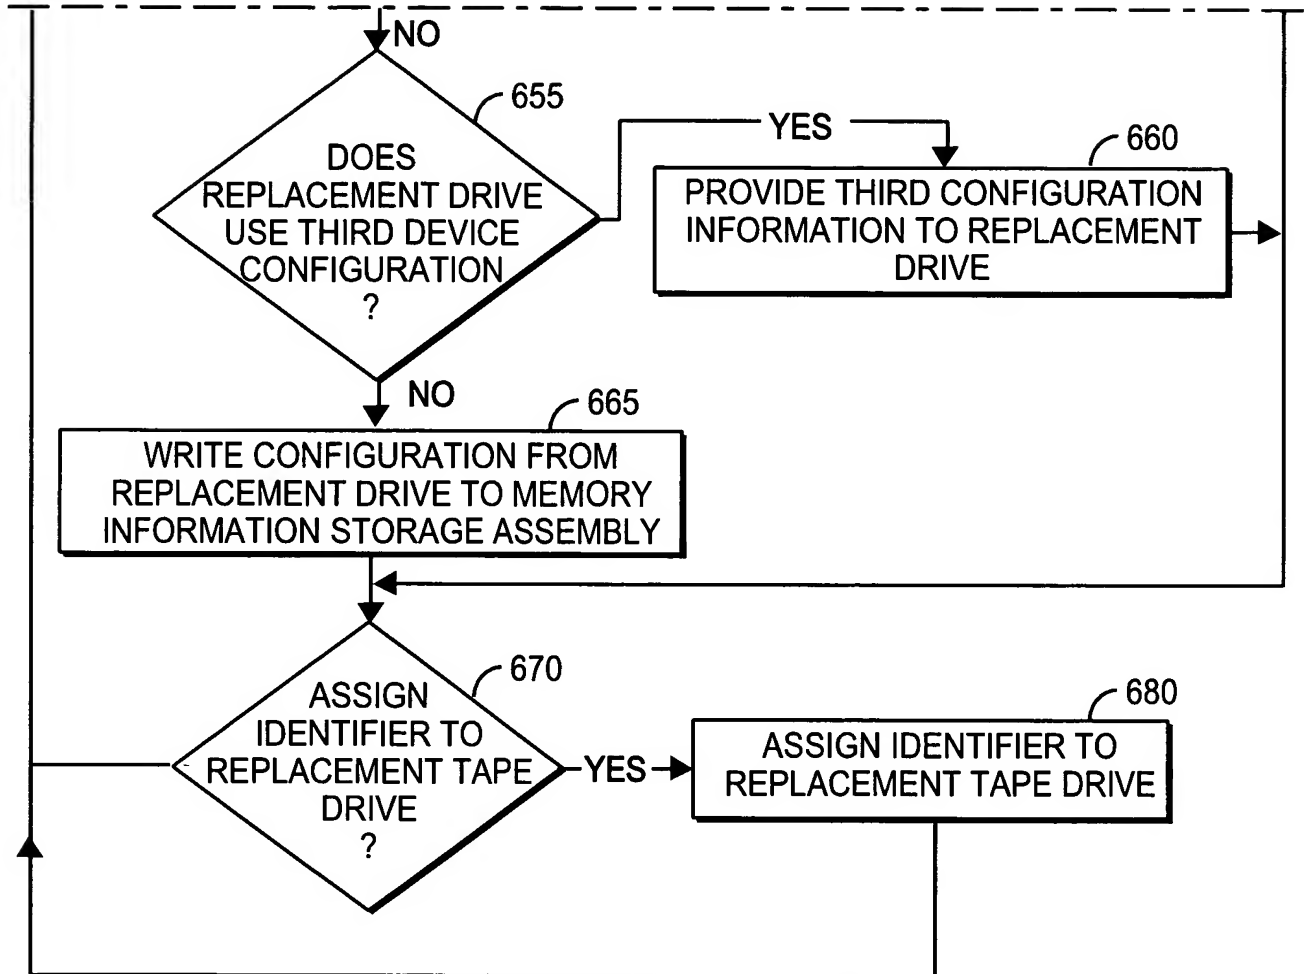 NO
655
DOES
REPLACEMENT DRIVE
USE THIRD DEVICE
CONFIGURATION
?
YES
660
PROVIDE THIRD CONFIGURATION
INFORMATION TO REPLACEMENT
DRIVE
NO
665
WRITE CONFIGURATION FROM
REPLACEMENT DRIVE TO MEMORY
INFORMATION STORAGE ASSEMBLY
670
ASSIGN
IDENTIFIER TO
REPLACEMENT TAPE
DRIVE
?
YES
680
ASSIGN IDENTIFIER TO
REPLACEMENT TAPE DRIVE